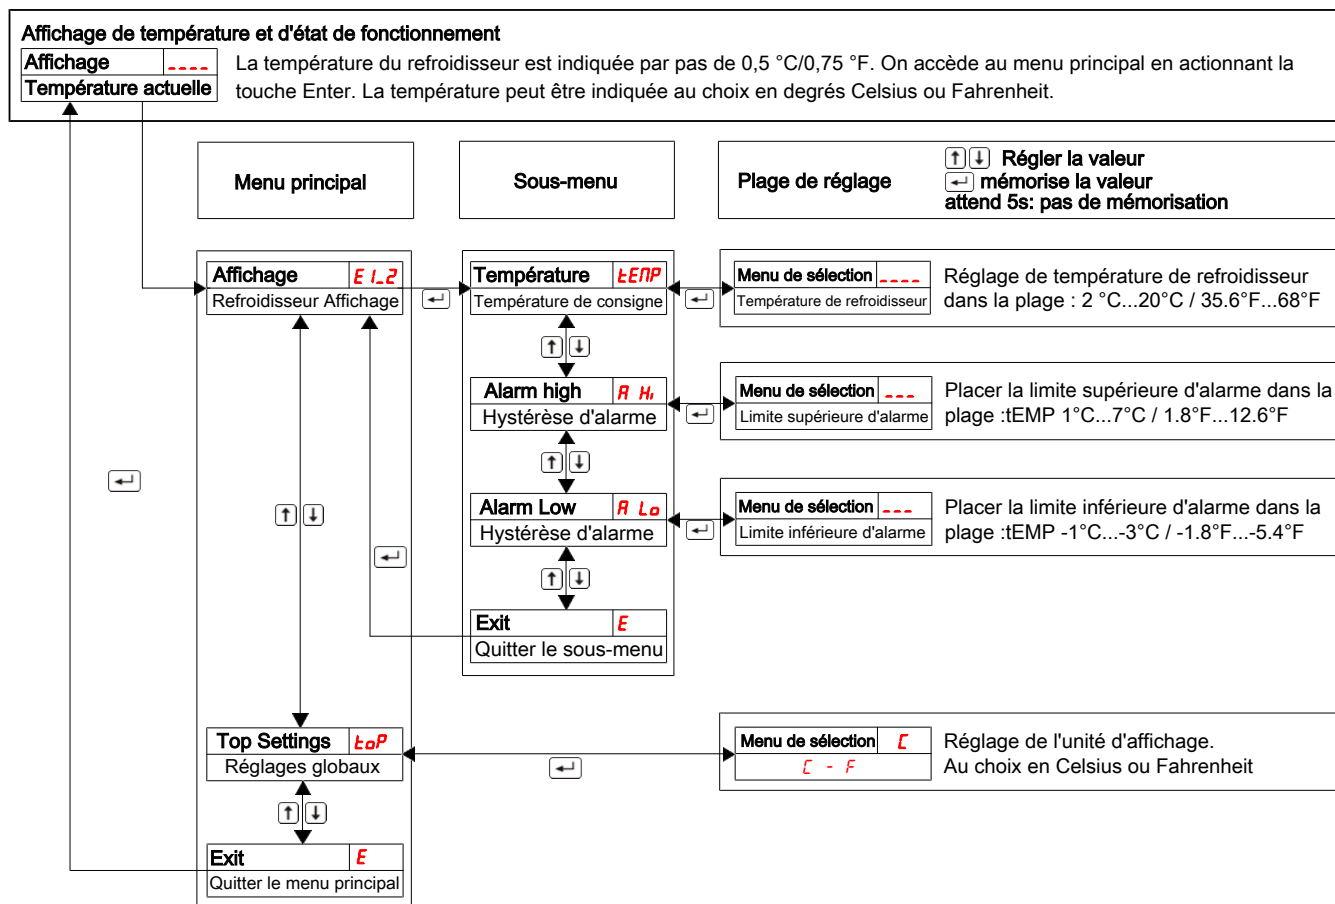 Affichage de température et d'état de fonctionnement
Affichage ----
Température actuelle
La température du refroidisseur est indiquée par pas de 0,5 °C/0,75 °F. On accède au menu principal en actionnant la
touche Enter. La température peut être indiquée au choix en degrés Celsius ou Fahrenheit.
Menu principal
Sous-menu
Plage de réglage
↑ ↓ Régler la valeur
↵ mémorise la valeur
attend 5s: pas de mémorisation
Affichage E1_2
Refroidisseur Affichage
↵
Température tEMP
Température de consigne
↵
Menu de sélection ----
Température de refroidisseur
Réglage de température de refroidisseur
dans la plage : 2 °C...20°C / 35.6°F...68°F
↑ ↓
Alarm high A Hi
Hystérèse d'alarme
↵
Menu de sélection ---
Limite supérieure d'alarme
Placer la limite supérieure d'alarme dans la
plage :tEMP 1°C...7°C / 1.8°F...12.6°F
↑ ↓
↵
Alarm Low A Lo
Hystérèse d'alarme
↵
Menu de sélection ---
Limite inférieure d'alarme
Placer la limite inférieure d'alarme dans la
plage :tEMP -1°C...-3°C / -1.8°F...-5.4°F
↑ ↓
↵
↑ ↓
Exit E
Quitter le sous-menu
Top Settings toP
Réglages globaux
↵
Menu de sélection C
C - F
Réglage de l'unité d'affichage.
Au choix en Celsius ou Fahrenheit
↑ ↓
Exit E
Quitter le menu principal